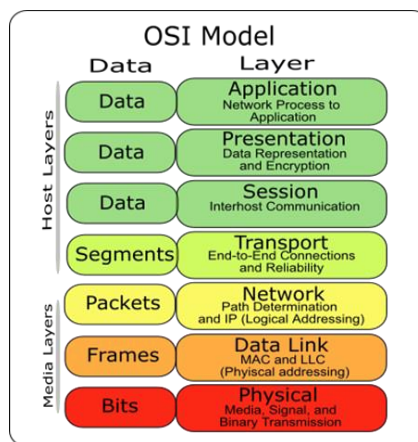 OSI Model
Data Layer
Data Application
Network Process to
Application
Data Presentation
Data Representation
and Encryption
Data Session
Interhost Communication
Segments Transport
End-to-End Connections
and Reliability
Packets Network
Path Determination
and IP (Logical Addressing)
Frames Data Link
MAC and LLC
(Phyiscal addressing)
Bits Physical
Media, Signal, and
Binary Transmission
Host Layers
Media Layers